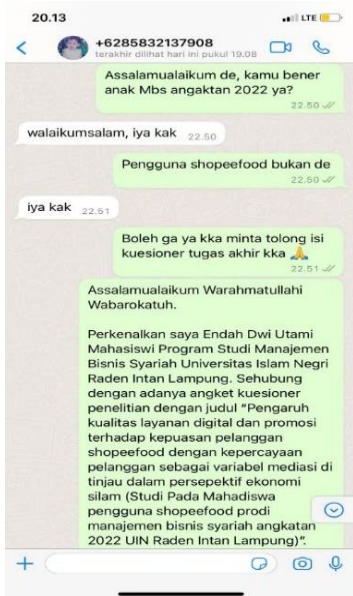 20.13
LTE
+6285832137908
terakhir dilihat hari ini pukul 19.08
Assalamualaikum de, kamu bener
anak Mbs angaktan 2022 ya?
22.50
walaikumsalam, iya kak 22.50
Pengguna shopeefood bukan de
22.50
iya kak 22.51
Boleh ga ya kka minta tolong isi
kuesioner tugas akhir kka 🙏
22.51
Assalamualaikum Warahmatullahi
Wabarokatuh.
Perkenalkan saya Endah Dwi Utami
Mahasiswi Program Studi Manajemen
Bisnis Syariah Universitas Islam Negri
Raden Intan Lampung. Sehubung
dengan adanya angket kuesioner
penelitian dengan judul "Pengaruh
kualitas layanan digital dan promosi
terhadap kepuasan pelanggan
shopeefood dengan kepercayaan
pelanggan sebagai variabel mediasi di
tinjau dalam persepektif ekonomi
silam (Studi Pada Mahadiswa
pengguna shopeefood prodi
manajemen bisnis syariah angkatan
2022 UIN Raden Intan Lampung)".